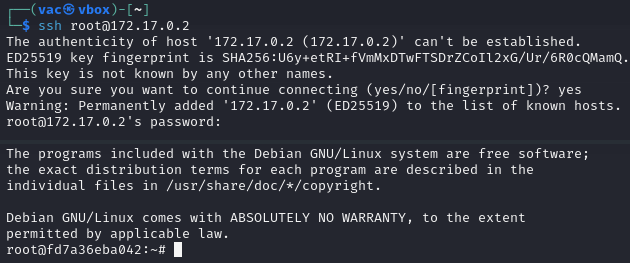 ┌──(vac㉿vbox)-[~]
└─$ ssh root@172.17.0.2
The authenticity of host '172.17.0.2 (172.17.0.2)' can't be established.
ED25519 key fingerprint is SHA256:U6y+etRI+fVmMxDTwFTSDrZCoIl2xG/Ur/6R0cQMamQ.
This key is not known by any other names.
Are you sure you want to continue connecting (yes/no/[fingerprint])? yes
Warning: Permanently added '172.17.0.2' (ED25519) to the list of known hosts.
root@172.17.0.2's password:
The programs included with the Debian GNU/Linux system are free software;
the exact distribution terms for each program are described in the
individual files in /usr/share/doc/*/copyright.
Debian GNU/Linux comes with ABSOLUTELY NO WARRANTY, to the extent
permitted by applicable law.
root@fd7a36eba042:~#